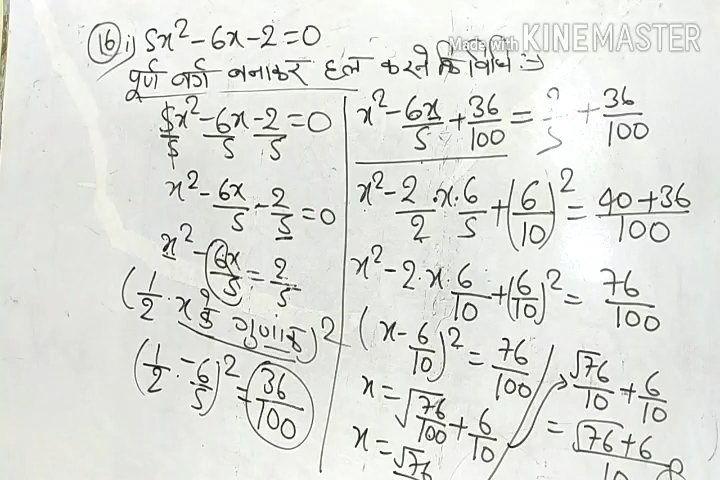 16 i) 5x² - 6x - 2 = 0
पूर्ण वर्ग बनाकर हल करने कि विधि :-
5x²/5 - 6x/5 - 2/5 = 0
x² - 6x/5 - 2/5 = 0
x² - 6x/5 = 2/5
(1/2 · x के गुणांक)²
(1/2 · -6/5)² = 36/100
x² - 6x/5 + 36/100 = 2/5 + 36/100
x² - 2/2 · x · 6/5 + (6/10)² = 40+36/100
x² - 2 · x · 6/10 + (6/10)² = 76/100
(x - 6/10)² = 76/100
x = √76/100 + 6/10
x = √76
√76/10 + 6/10
= √76+6/10
Made with KINEMASTER